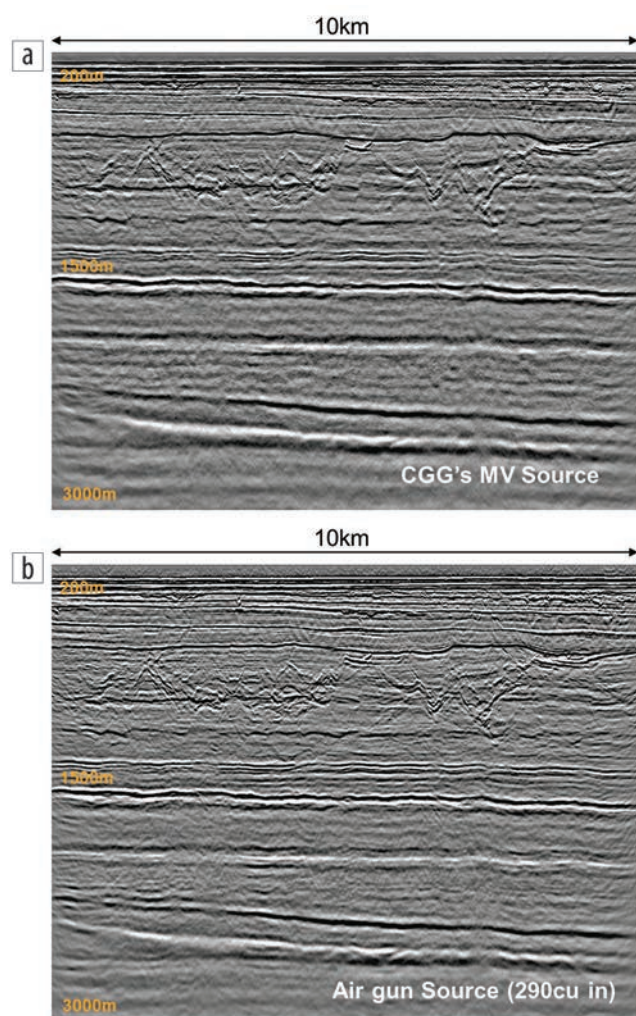 10km
a
200m
1500m
CGG's MV Source
3000m
10km
b
200m
1500m
Air gun Source (290cu in)
3000m